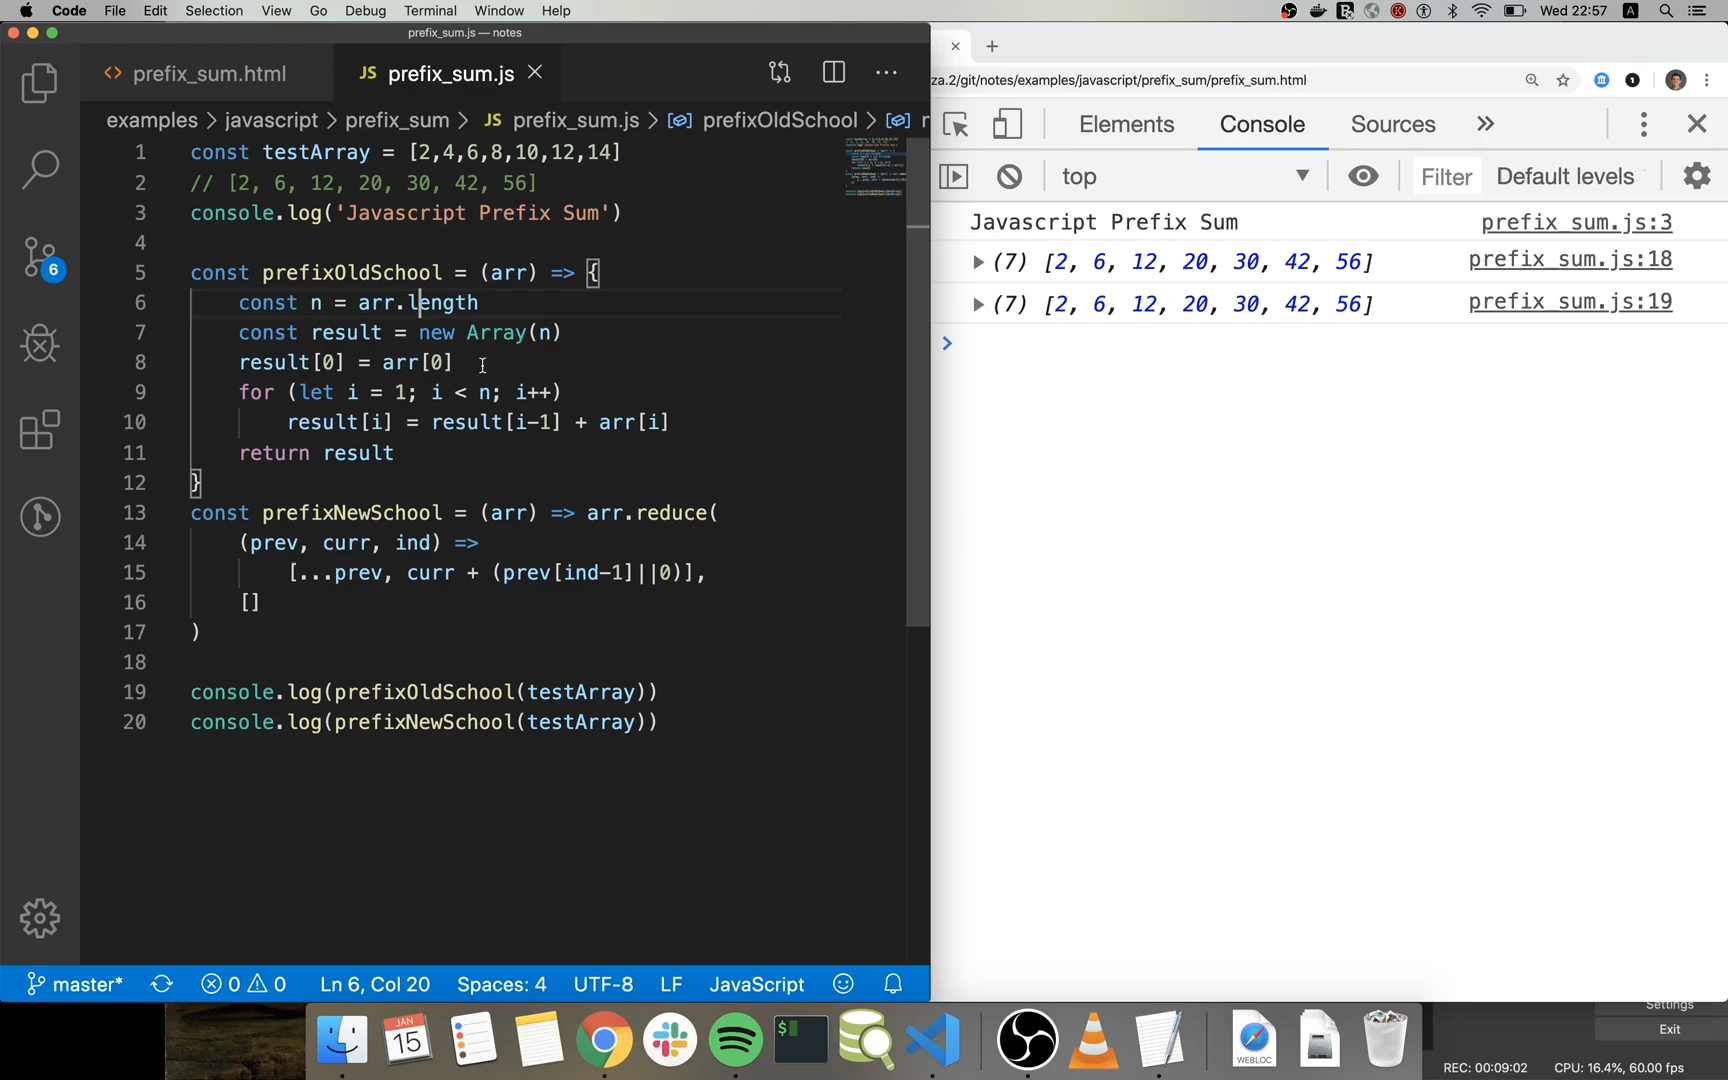 Code File Edit Selection View Go Debug Terminal Window Help
Wed 22:57
prefix_sum.js — notes
prefix_sum.html
JS prefix_sum.js
za.2/git/notes/examples/javascript/prefix_sum/prefix_sum.html
examples > javascript > prefix_sum > JS prefix_sum.js > prefixOldSchool >
Elements Console Sources
top Filter Default levels
1 const testArray = [2,4,6,8,10,12,14]
2 // [2, 6, 12, 20, 30, 42, 56]
3 console.log('Javascript Prefix Sum')
4
5 const prefixOldSchool = (arr) => {
6 const n = arr.length
7 const result = new Array(n)
8 result[0] = arr[0]
9 for (let i = 1; i < n; i++)
10 result[i] = result[i-1] + arr[i]
11 return result
12 }
13 const prefixNewSchool = (arr) => arr.reduce(
14 (prev, curr, ind) =>
15 [...prev, curr + (prev[ind-1]||0)],
16 []
17 )
18
19 console.log(prefixOldSchool(testArray))
20 console.log(prefixNewSchool(testArray))
Javascript Prefix Sum prefix_sum.js:3
(7) [2, 6, 12, 20, 30, 42, 56] prefix_sum.js:18
(7) [2, 6, 12, 20, 30, 42, 56] prefix_sum.js:19
6
master* 0 0 Ln 6, Col 20 Spaces: 4 UTF-8 LF JavaScript
JAN
15
$
WEBLOC
Settings
Exit
REC: 00:09:02 CPU: 16.4%, 60.00 fps